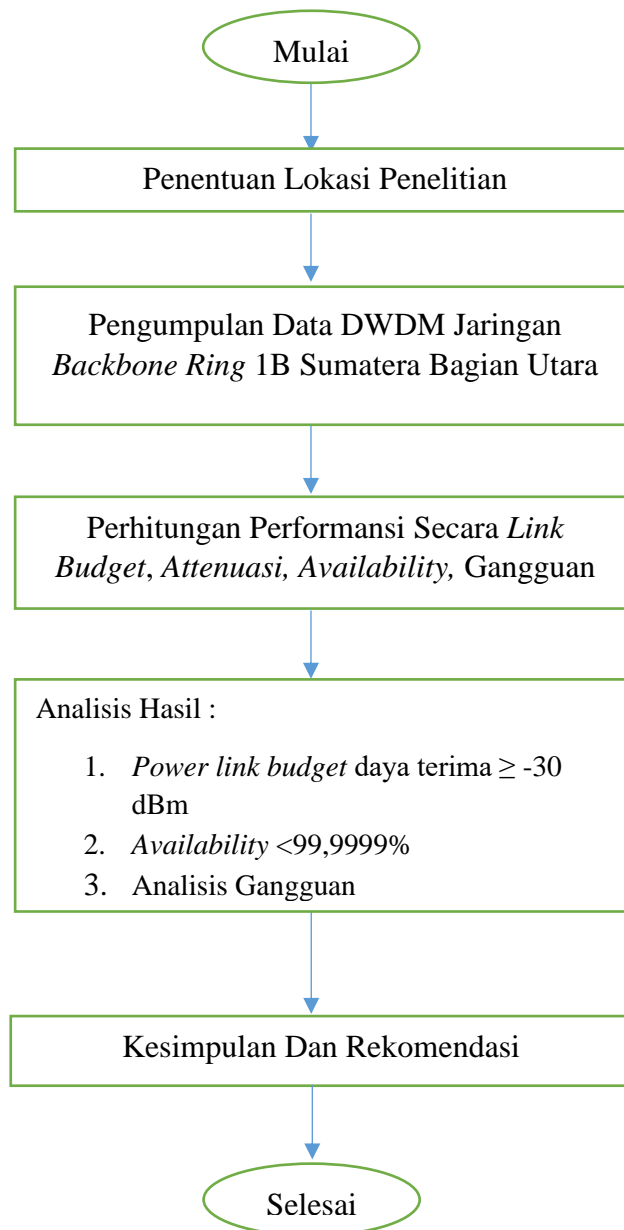 Mulai
Penentuan Lokasi Penelitian
Pengumpulan Data DWDM Jaringan
Backbone Ring 1B Sumatera Bagian Utara
Perhitungan Performansi Secara Link
Budget, Attenuasi, Availability, Gangguan
Analisis Hasil :
1. Power link budget daya terima ≥ -30
dBm
2. Availability <99,9999%
3. Analisis Gangguan
Kesimpulan Dan Rekomendasi
Selesai